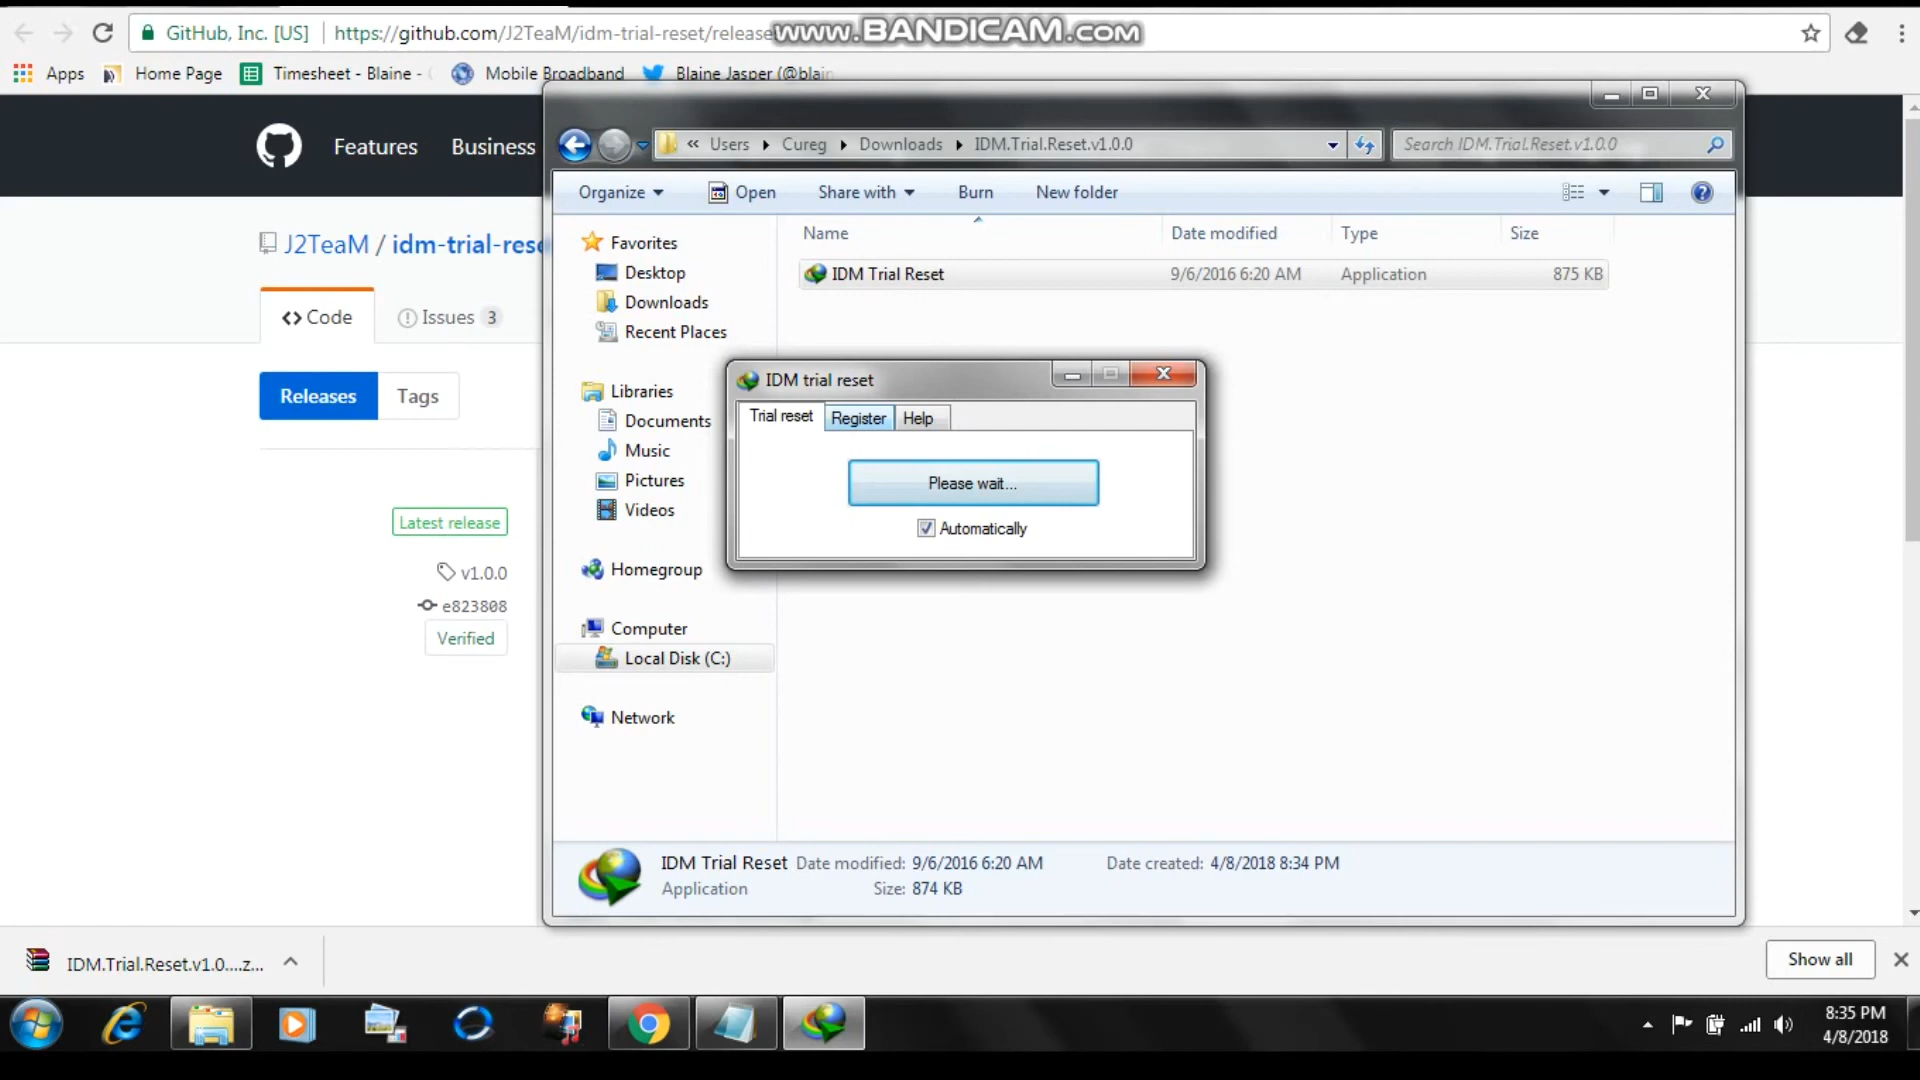 GitHub, Inc. [US] https://github.com/J2TeaM/idm-trial-reset/release
www.BANDICAM.com
Apps Home Page Timesheet - Blaine - Mobile Broadband Blaine Jasper (@blain
Features Business
J2TeaM / idm-trial-rese
Code Issues 3
Releases Tags
Latest release
v1.0.0
e823808
Verified
« Users Cureg Downloads IDM.Trial.Reset.v1.0.0 Search IDM.Trial.Reset.v1.0.0
Organize Open Share with Burn New folder
Name Date modified Type Size
IDM Trial Reset 9/6/2016 6:20 AM Application 875 KB
Favorites
Desktop
Downloads
Recent Places
Libraries
Documents
Music
Pictures
Videos
Homegroup
Computer
Local Disk (C:)
Network
IDM trial reset
Trial reset Register Help
Please wait...
Automatically
IDM Trial Reset Date modified: 9/6/2016 6:20 AM Date created: 4/8/2018 8:34 PM
Application Size: 874 KB
IDM.Trial.Reset.v1.0....z... Show all
8:35 PM
4/8/2018